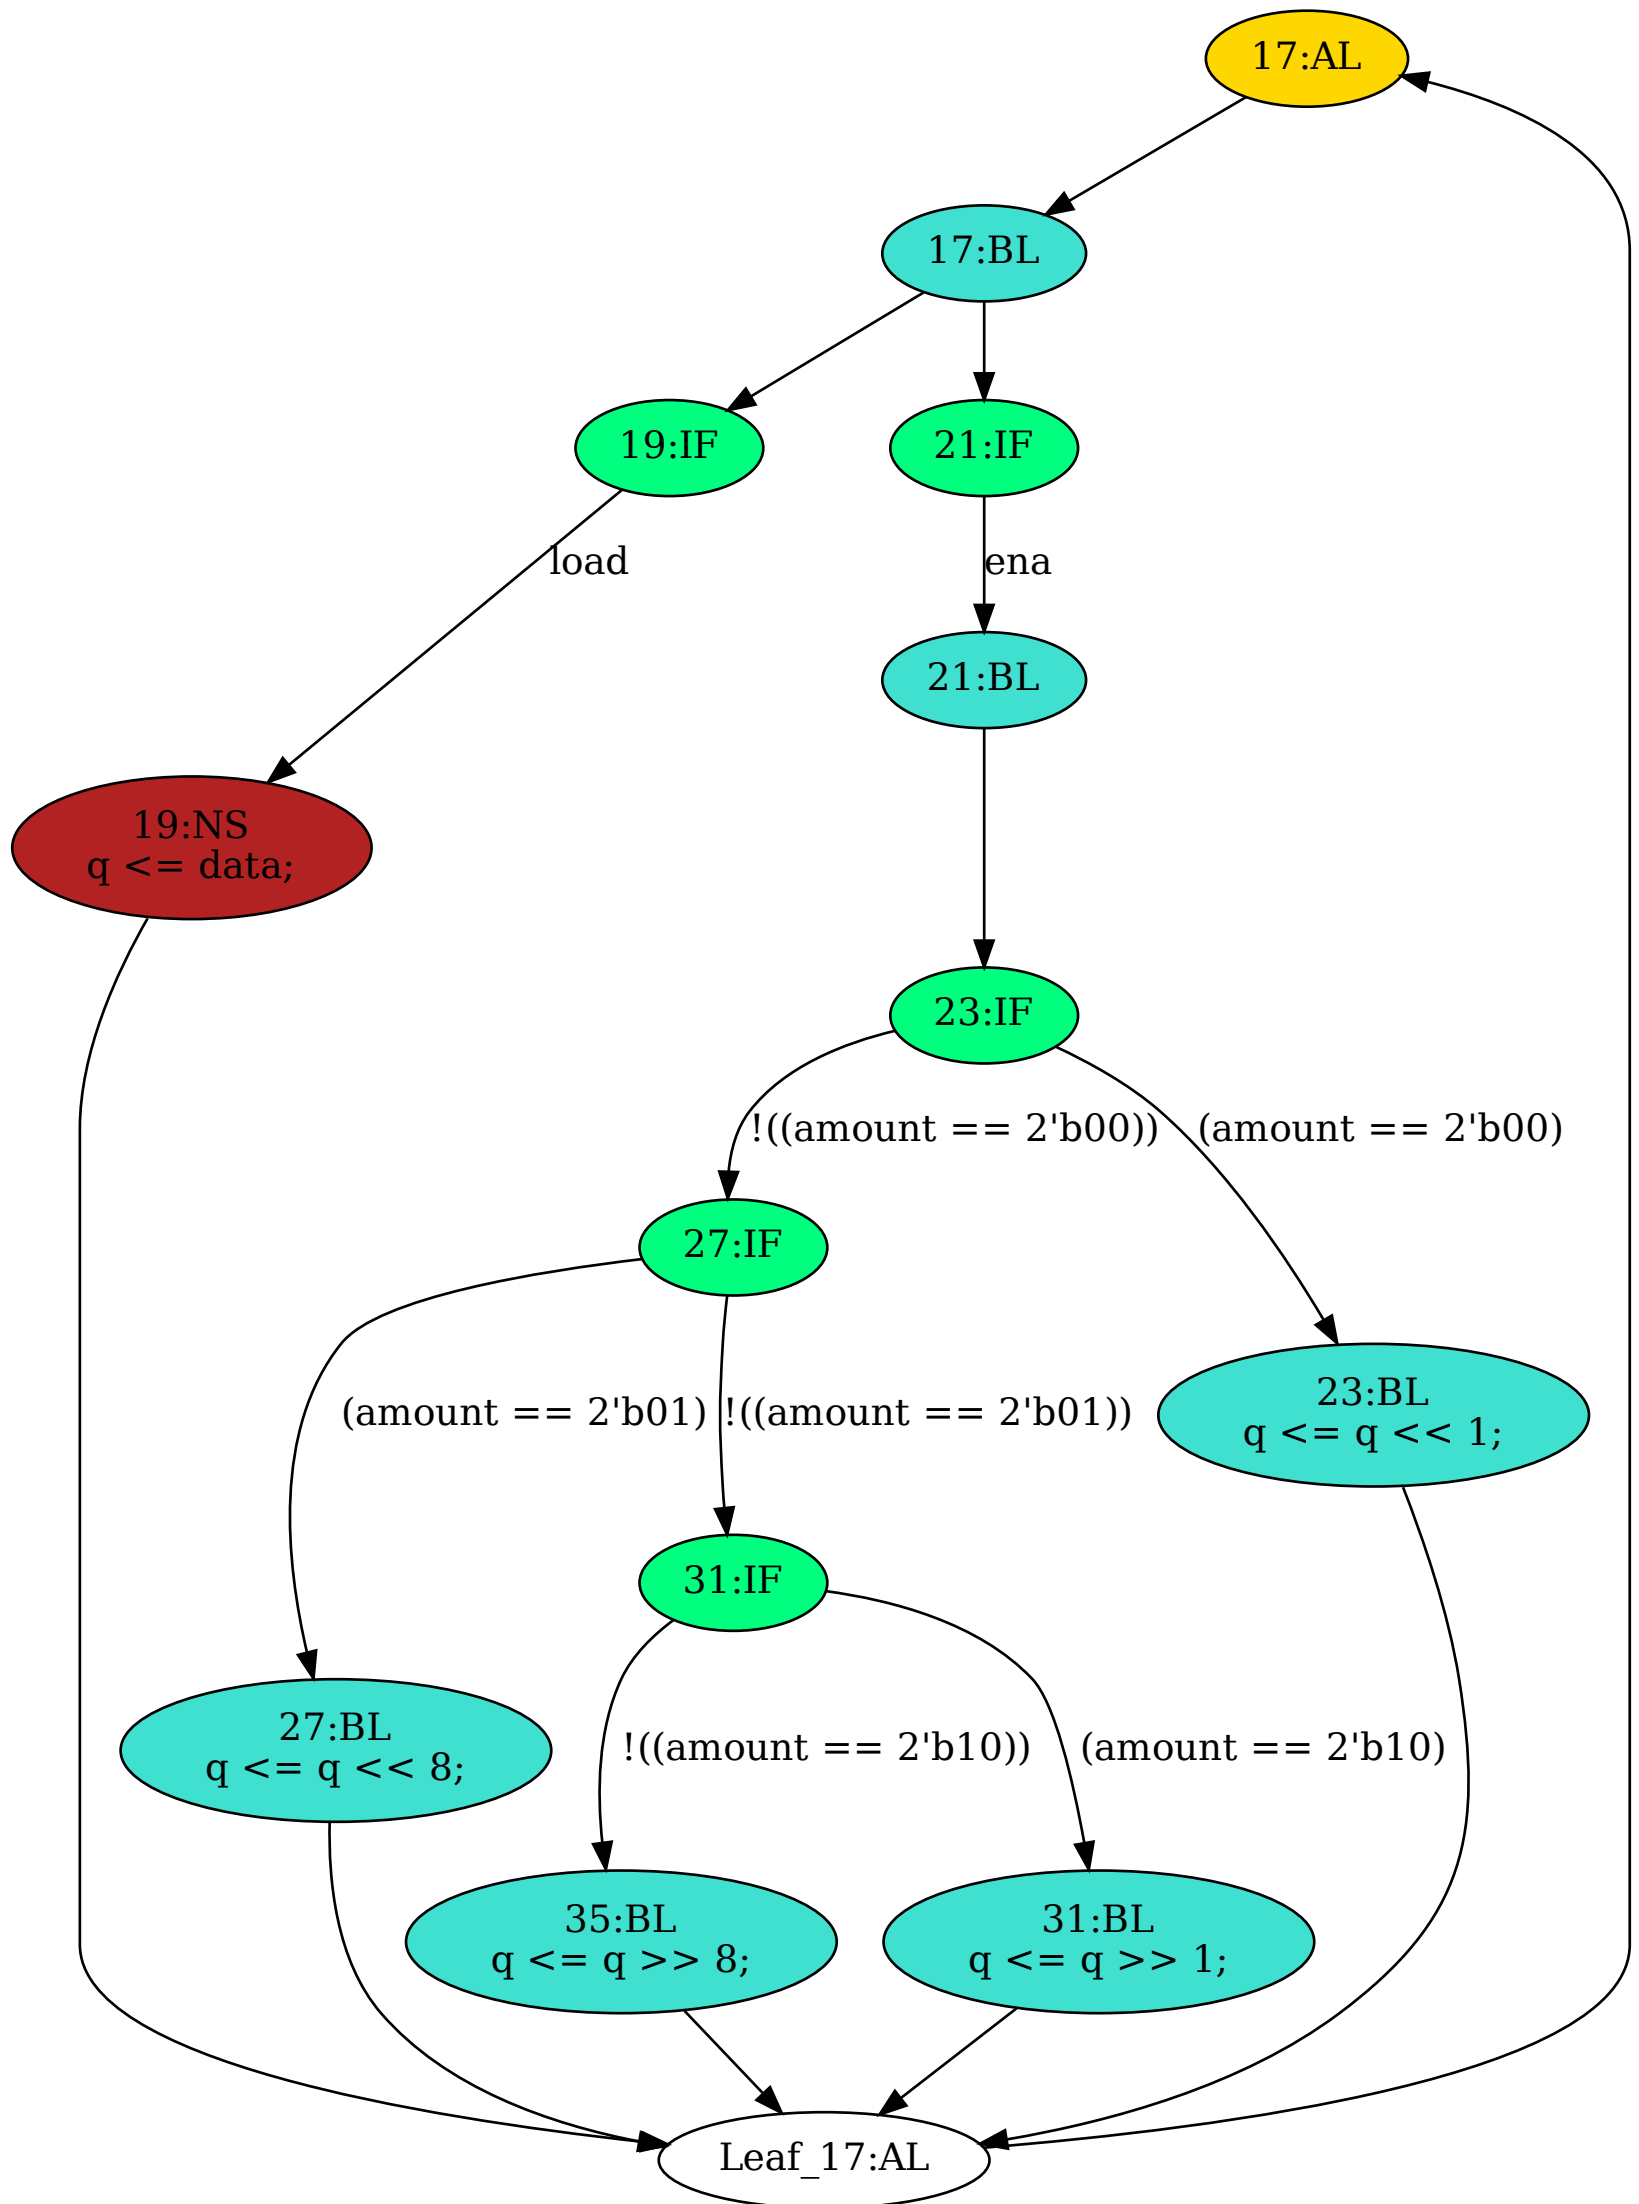 17:AL
17:BL
19:IF
21:IF
load
ena
21:BL
19:NS
q <= data;
23:IF
!((amount == 2'b00))
(amount == 2'b00)
27:IF
(amount == 2'b01)
!((amount == 2'b01))
23:BL
q <= q << 1;
31:IF
27:BL
q <= q << 8;
!((amount == 2'b10))
(amount == 2'b10)
35:BL
q <= q >> 8;
31:BL
q <= q >> 1;
Leaf_17:AL